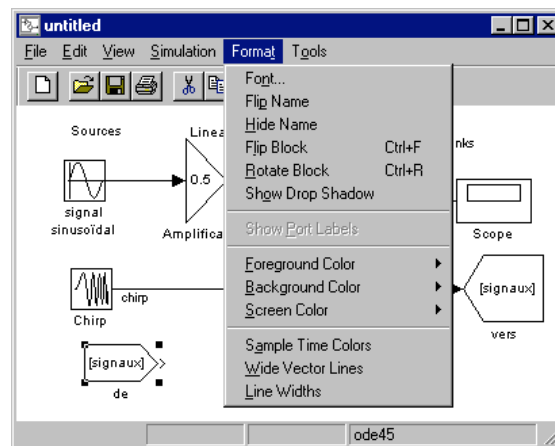 untitled
File Edit View Simulation Format Tools
Font...
Flip Name
Hide Name
Flip Block Ctrl+F
Rotate Block Ctrl+R
Show Drop Shadow
Show Port Labels
Foreground Color
Background Color
Screen Color
Sample Time Colors
Wide Vector Lines
Line Widths
Sources Linea nks
0.5
signal
sinusoïdal
Amplifica
Scope
chirp
Chirp
[signaux]
vers
[signaux]
de
ode45